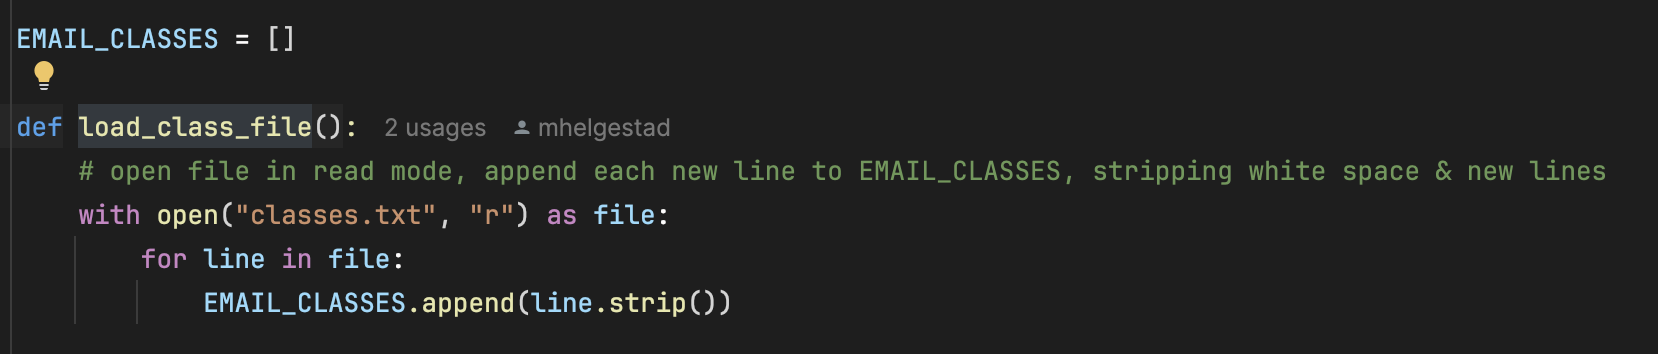 EMAIL_CLASSES = []
def load_class_file(): 2 usages mhelgestad
# open file in read mode, append each new line to EMAIL_CLASSES, stripping white space & new lines
with open("classes.txt", "r") as file:
for line in file:
EMAIL_CLASSES.append(line.strip())